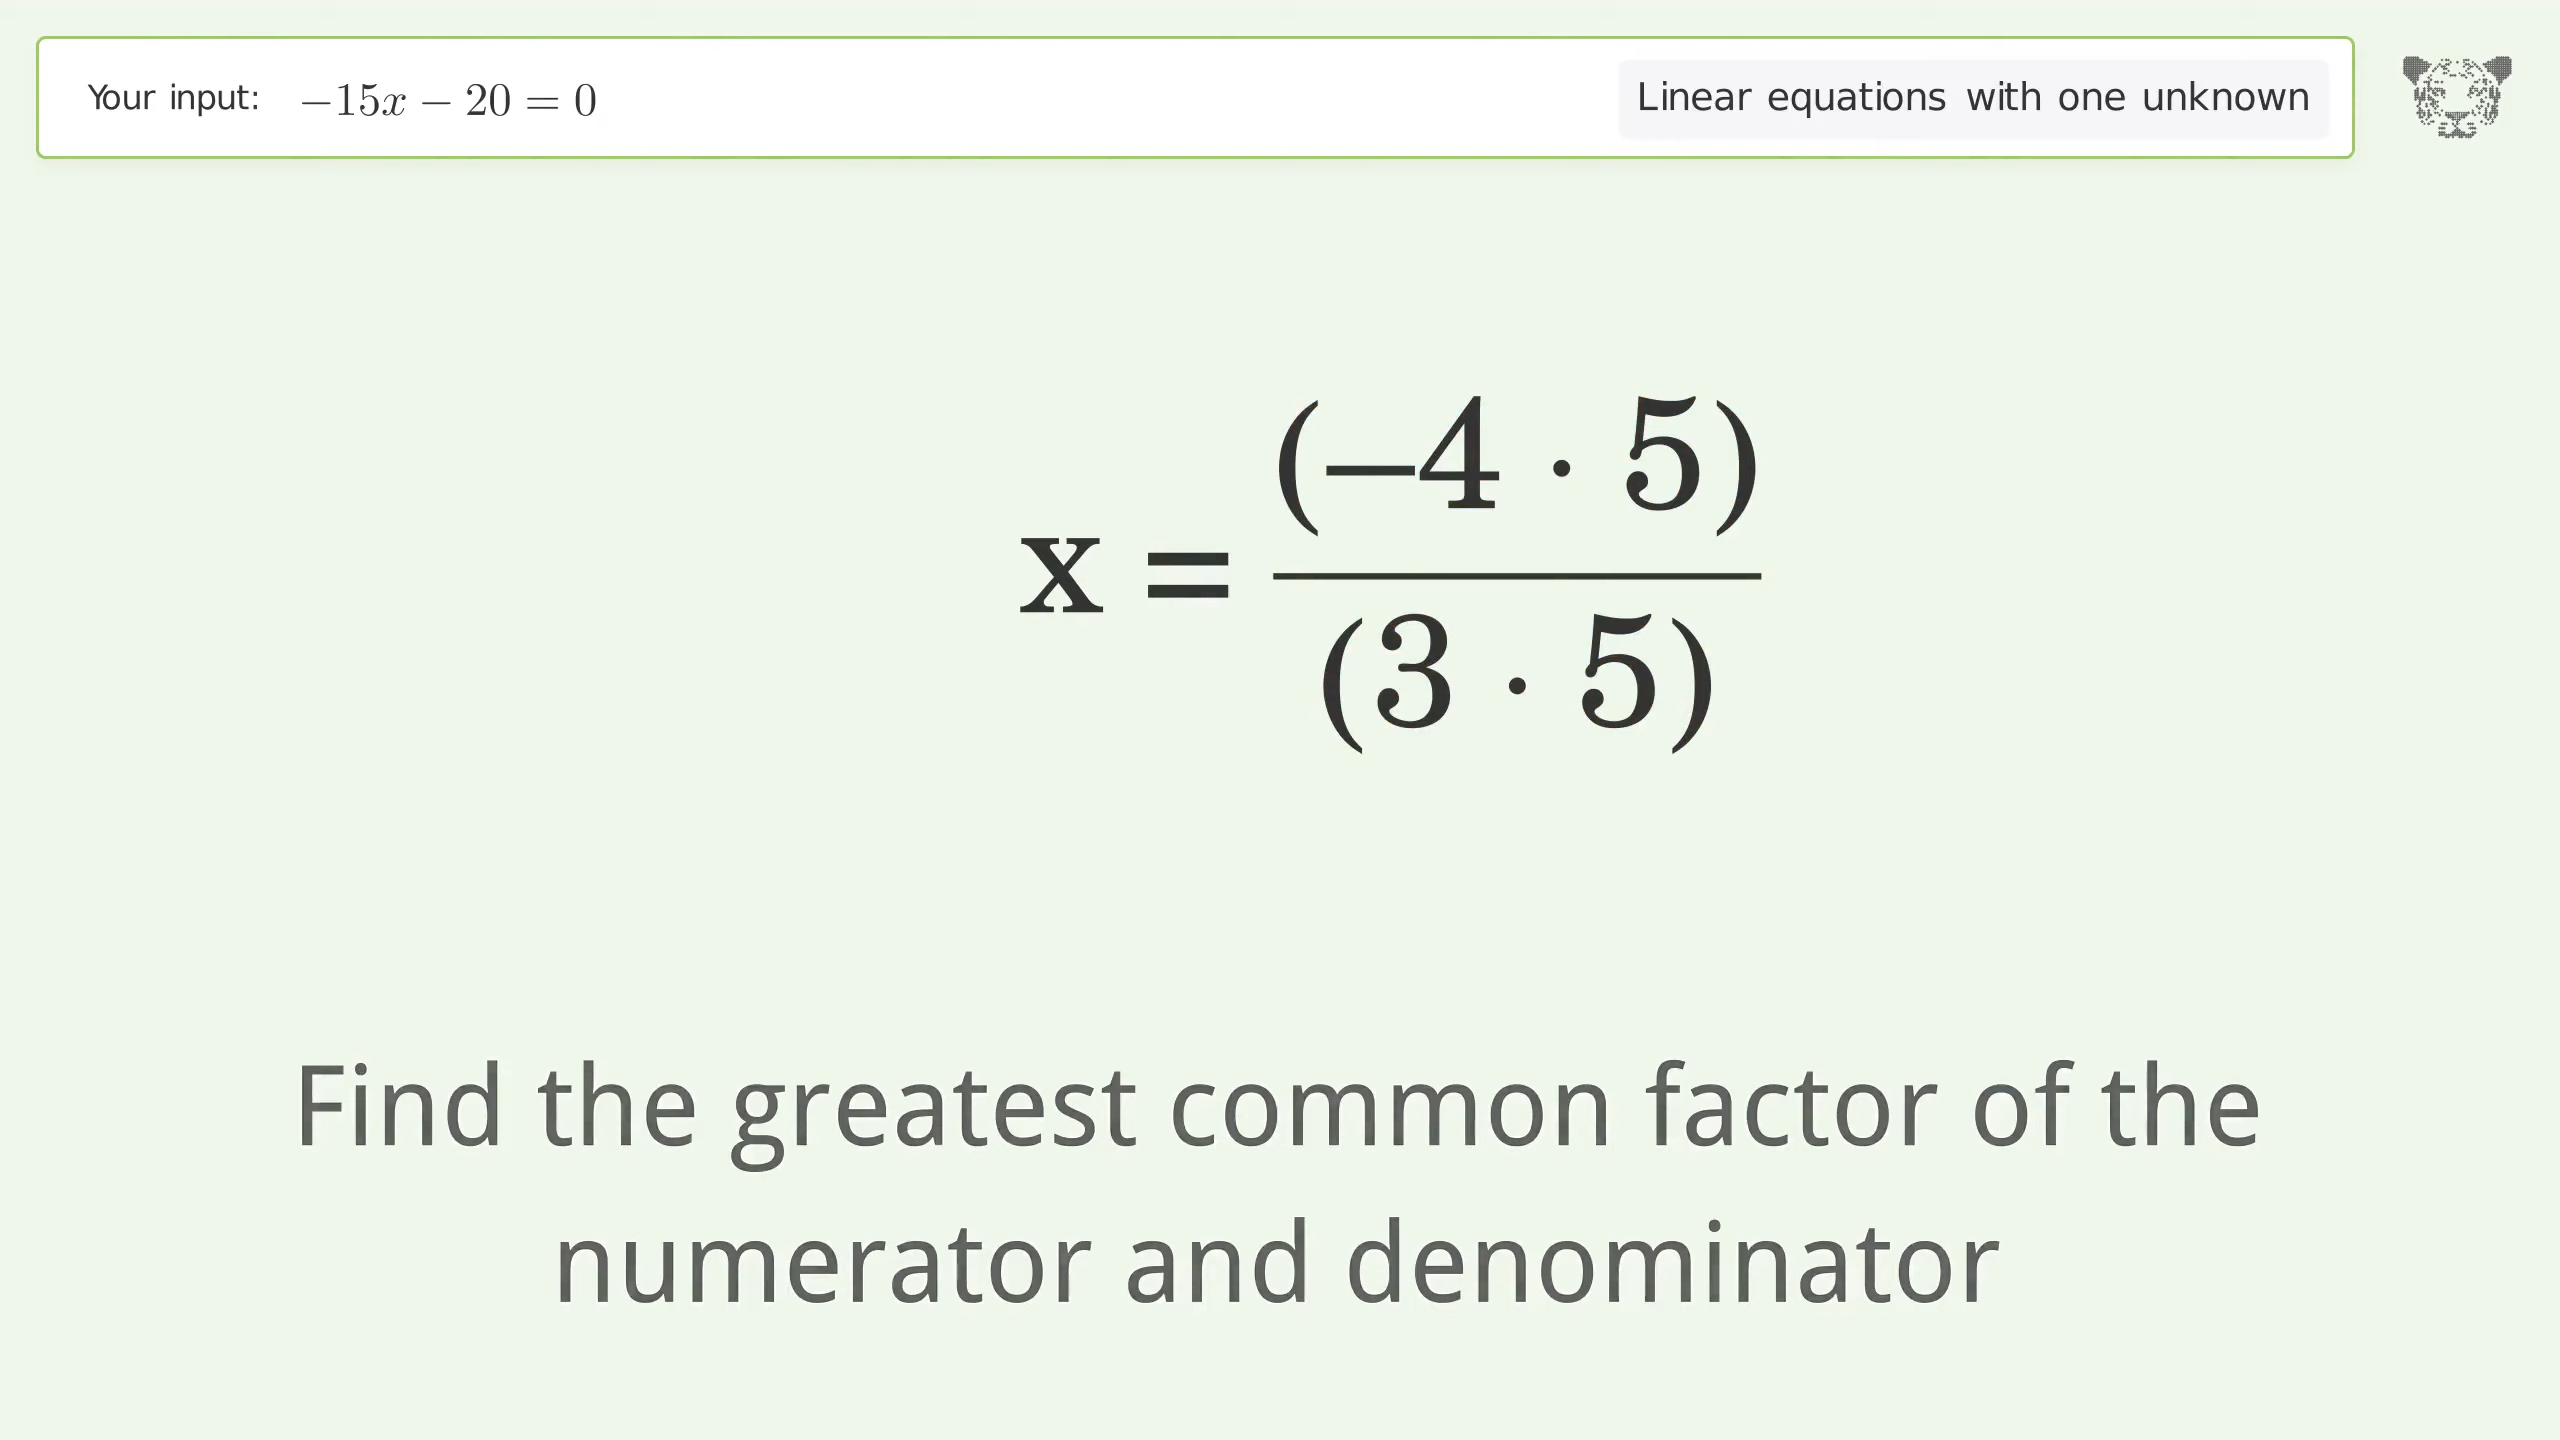 Your input: −15x − 20 = 0
Linear equations with one unknown
x = (−4 · 5) / (3 · 5)
Find the greatest common factor of the
numerator and denominator